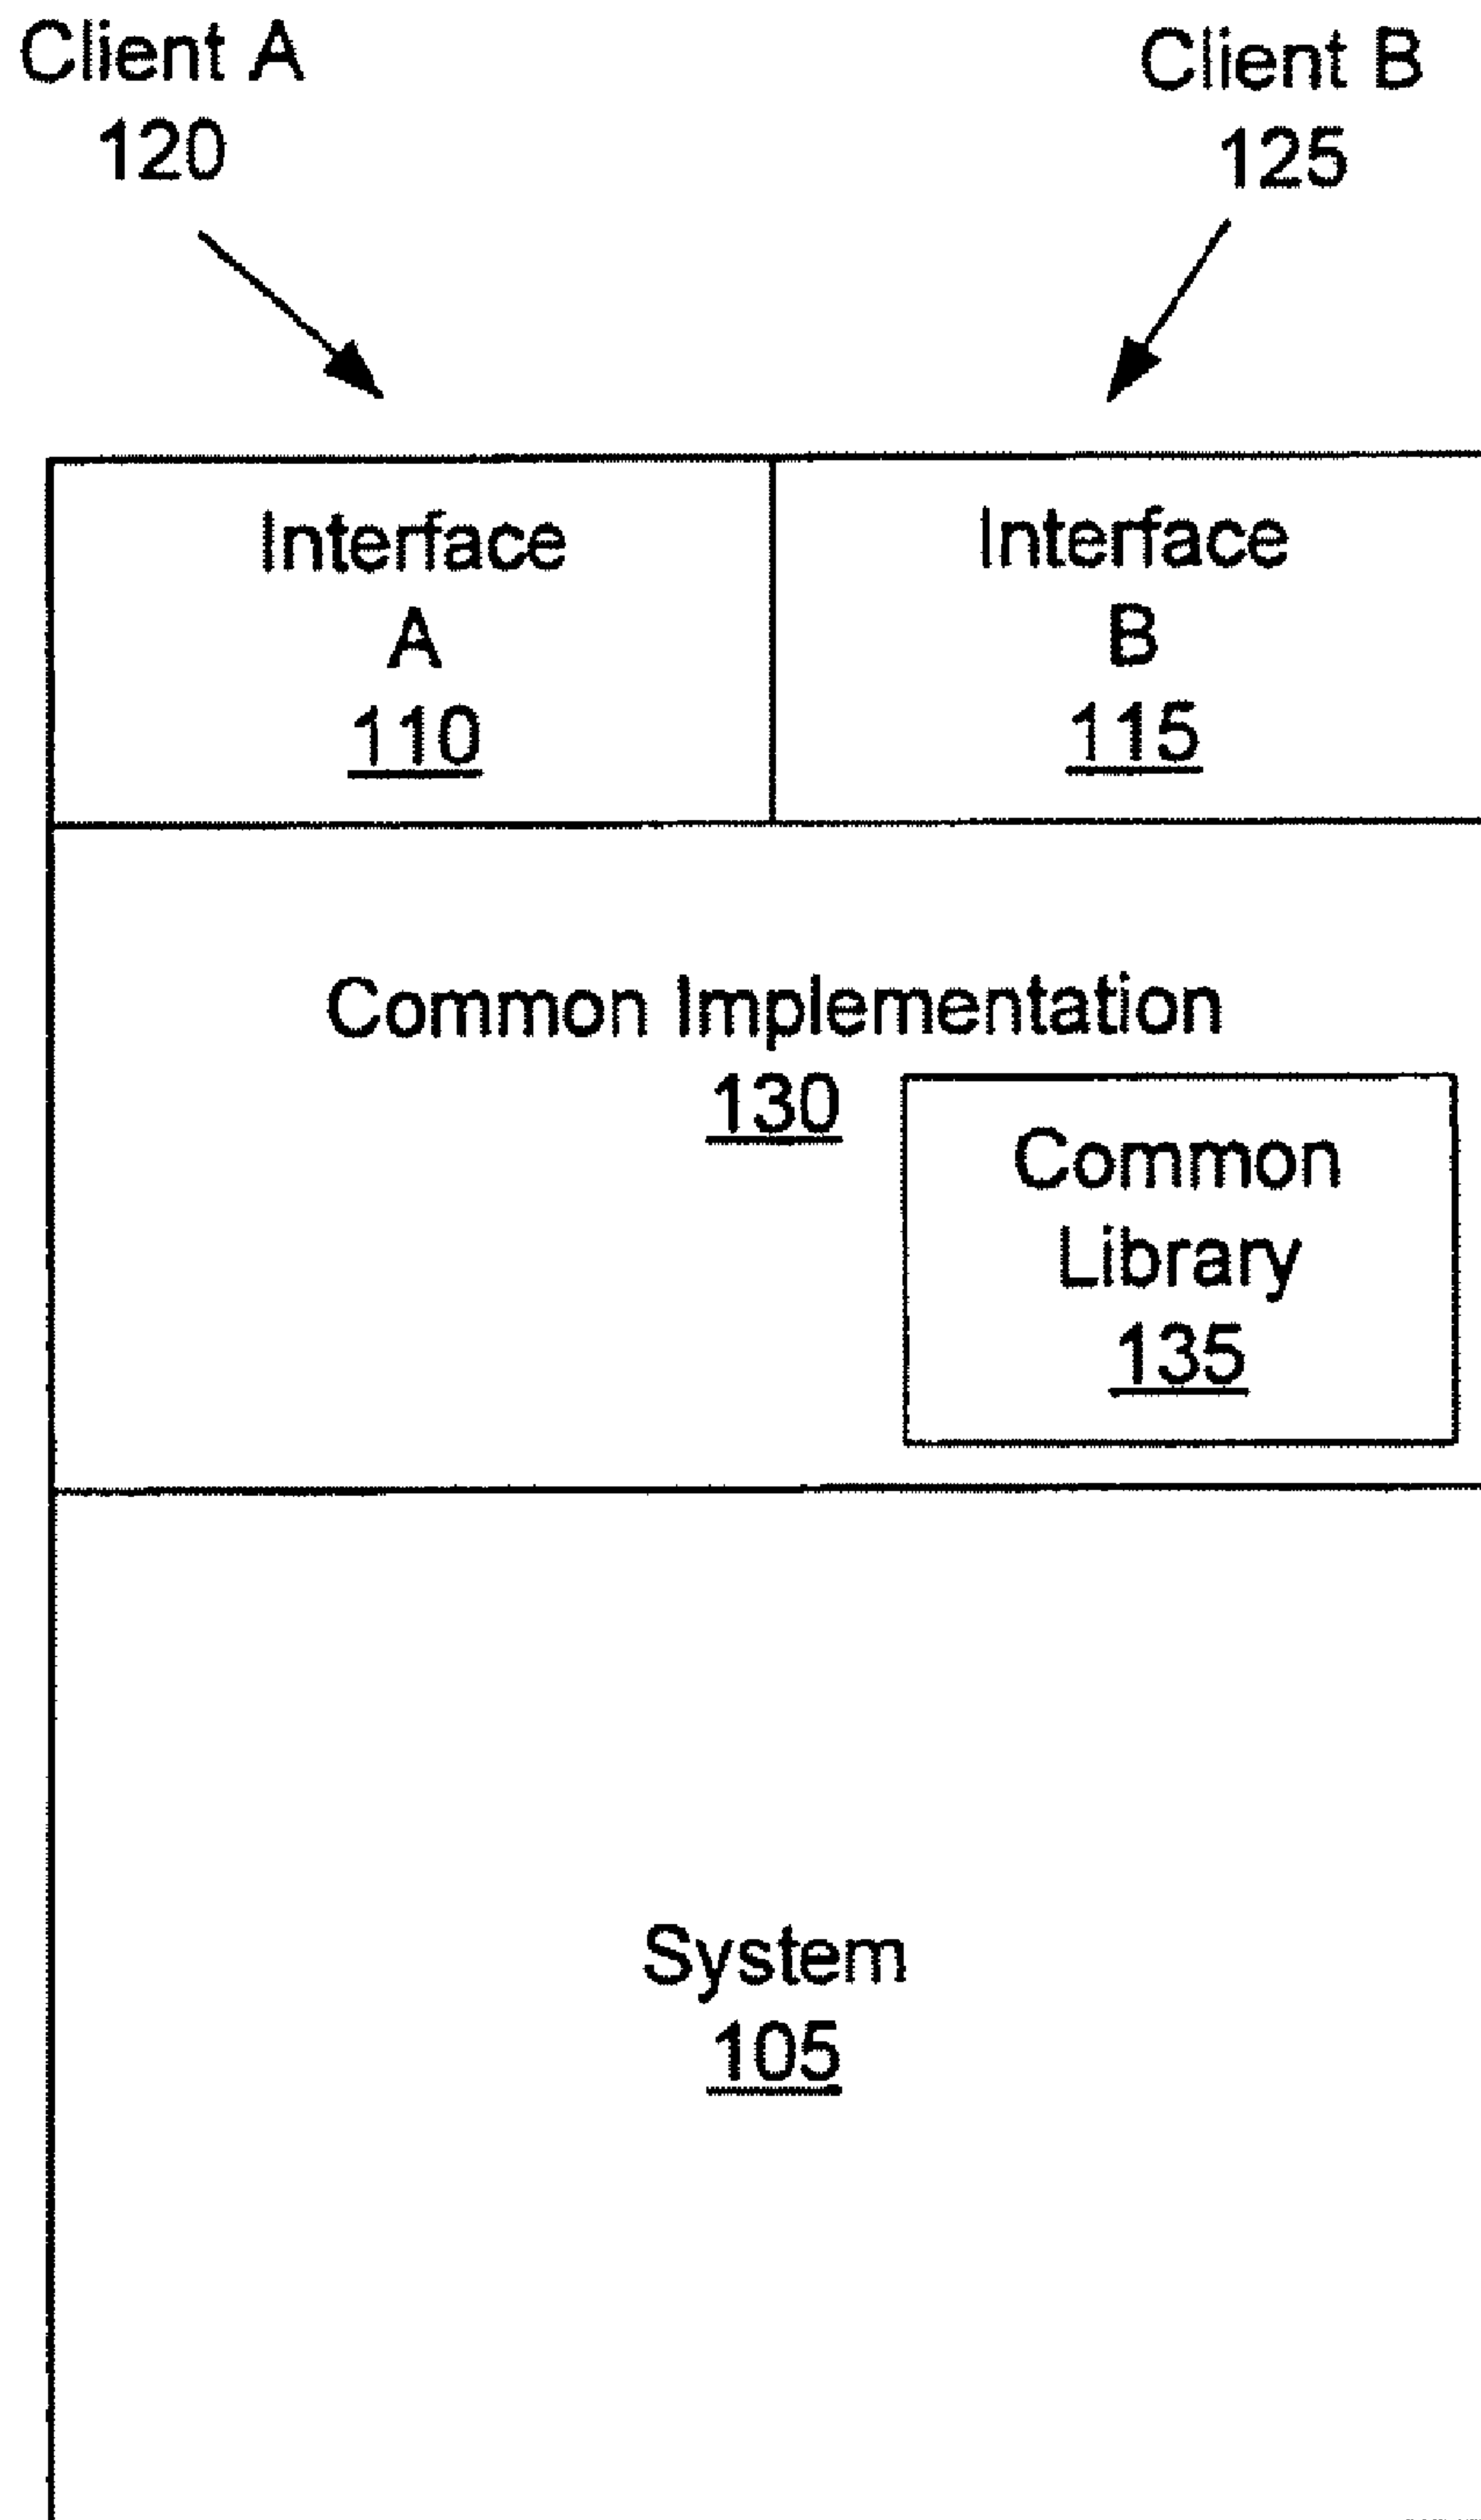 Client A
120
Client B
125
Interface
A
110
Interface
B
115
Common Implementation
130
Common
Library
135
System
105